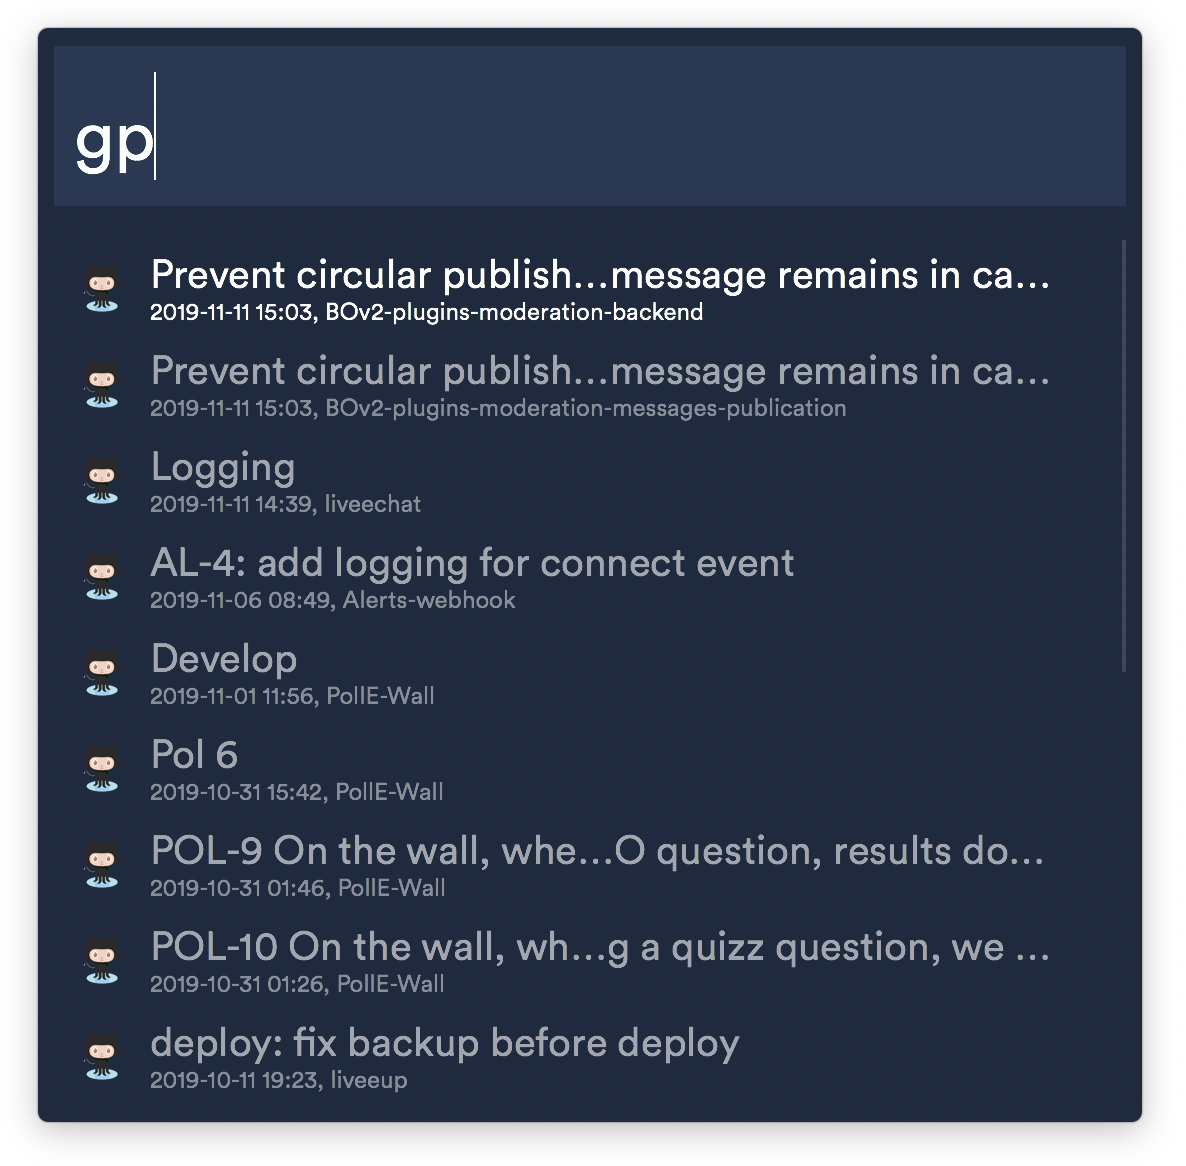 gp
Prevent circular publish...message remains in ca...
2019-11-11 15:03, BOv2-plugins-moderation-backend
Prevent circular publish...message remains in ca...
2019-11-11 15:03, BOv2-plugins-moderation-messages-publication
Logging
2019-11-11 14:39, liveechat
AL-4: add logging for connect event
2019-11-06 08:49, Alerts-webhook
Develop
2019-11-01 11:56, PollE-Wall
Pol 6
2019-10-31 15:42, PollE-Wall
POL-9 On the wall, whe...O question, results do...
2019-10-31 01:46, PollE-Wall
POL-10 On the wall, wh...g a quizz question, we ...
2019-10-31 01:26, PollE-Wall
deploy: fix backup before deploy
2019-10-11 19:23, liveeup